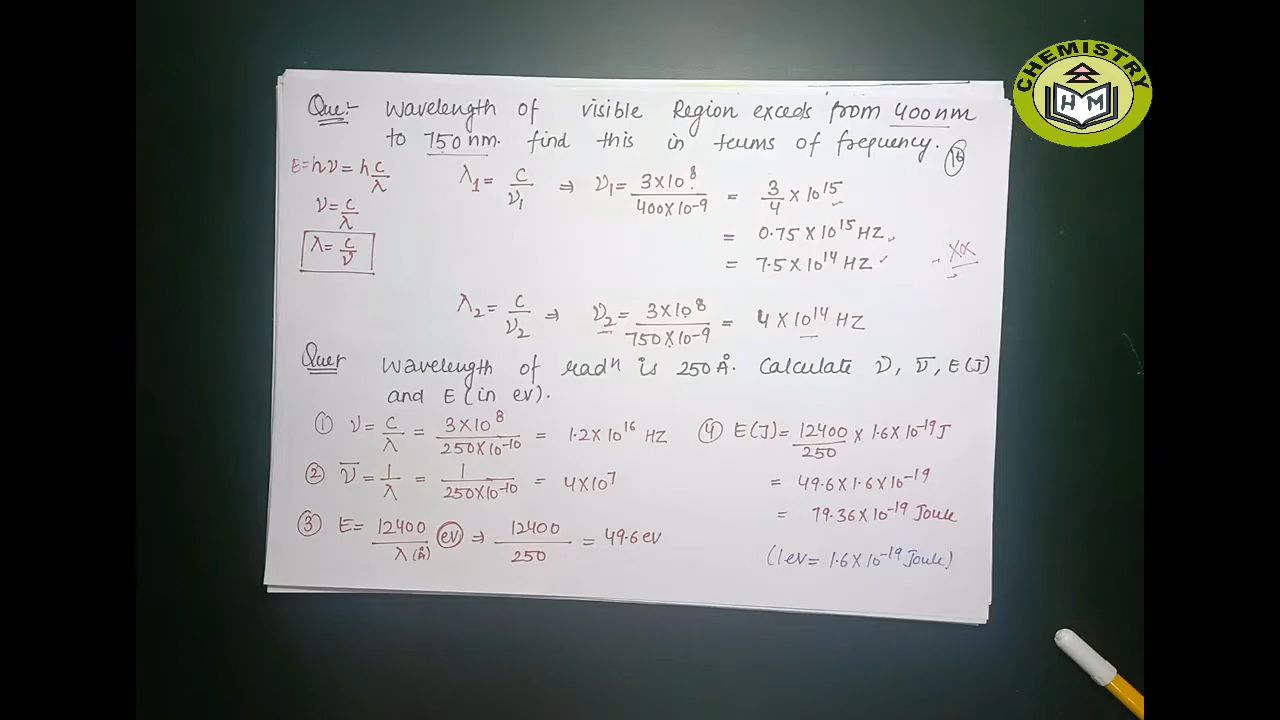 CHEMISTRY
HM
Que:- Wavelength of visible Region exceds from 400nm
to 750 nm. find this in terms of frequency.
16
E=hν = h c/λ
ν = c/λ
λ = c/ν
λ1 = c/ν1 ⇒ ν1 = 3×10^8 / 400×10^-9 = 3/4 × 10^15
= 0.75×10^15 HZ
= 7.5×10^14 HZ
λ2 = c/ν2 ⇒ ν2 = 3×10^8 / 750×10^-9 = 4×10^14 HZ
Wavelength of radn is 250Å. Calculate ν, ν̅, E(J)
and E (in ev).
① ν = c/λ = 3×10^8 / 250×10^-10 = 1.2×10^16 HZ
② ν̅ = 1/λ = 1 / 250×10^-10 = 4×10^7
③ E = 12400 / λ(Å) ev ⇒ 12400 / 250 = 49.6 ev
④ E(J) = 12400 / 250 × 1.6×10^-19 J
= 49.6×1.6×10^-19
= 79.36×10^-19 Joule
(1ev = 1.6×10^-19 Joule)